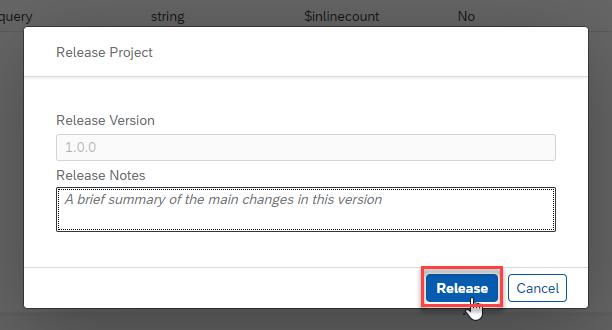 query string $inlinecount No
Release Project
Release Version
1.0.0
Release Notes
A brief summary of the main changes in this version
Release Cancel